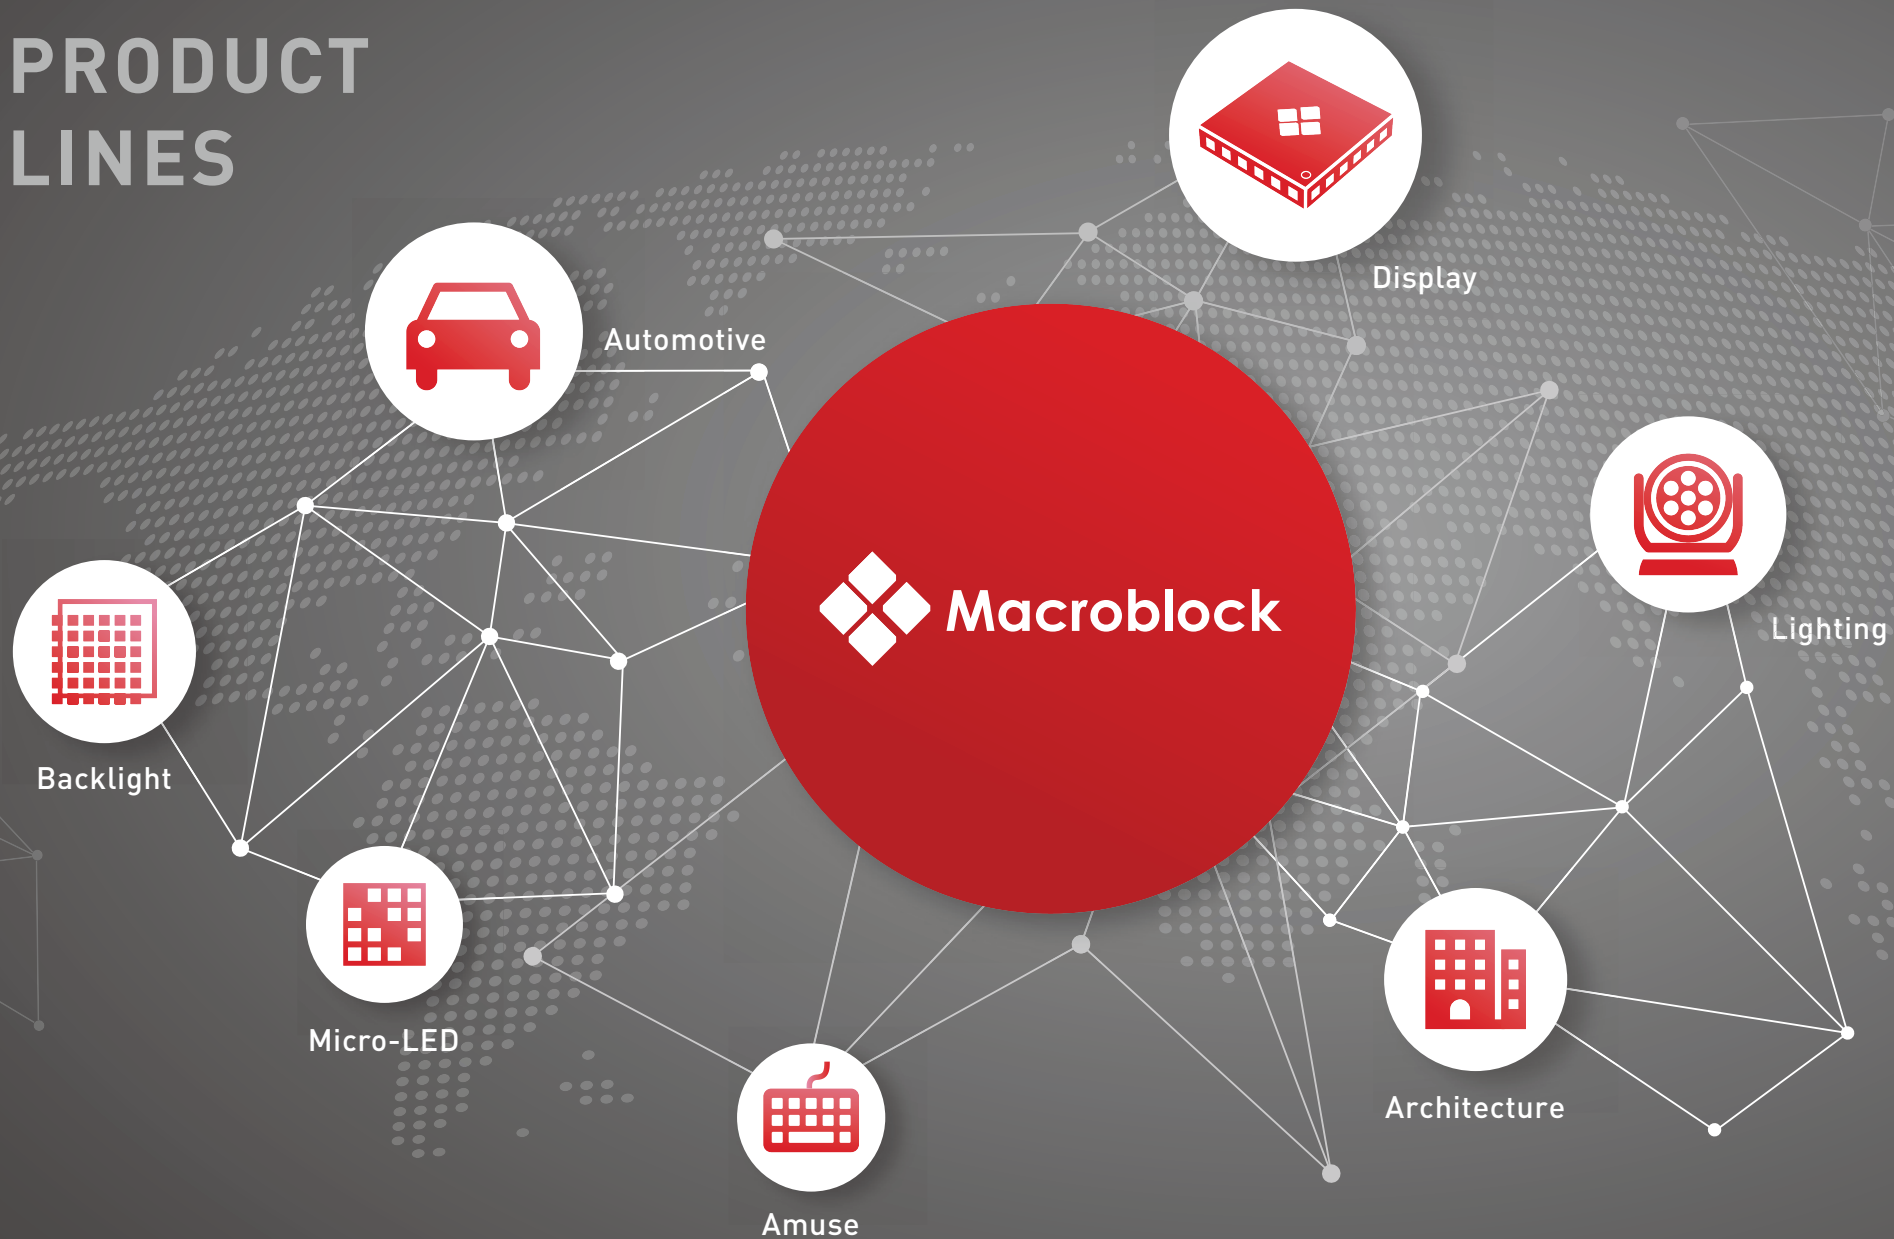 PRODUCT
LINES
Display
Automotive
Macroblock
Lighting
Backlight
Micro-LED
Architecture
Amuse